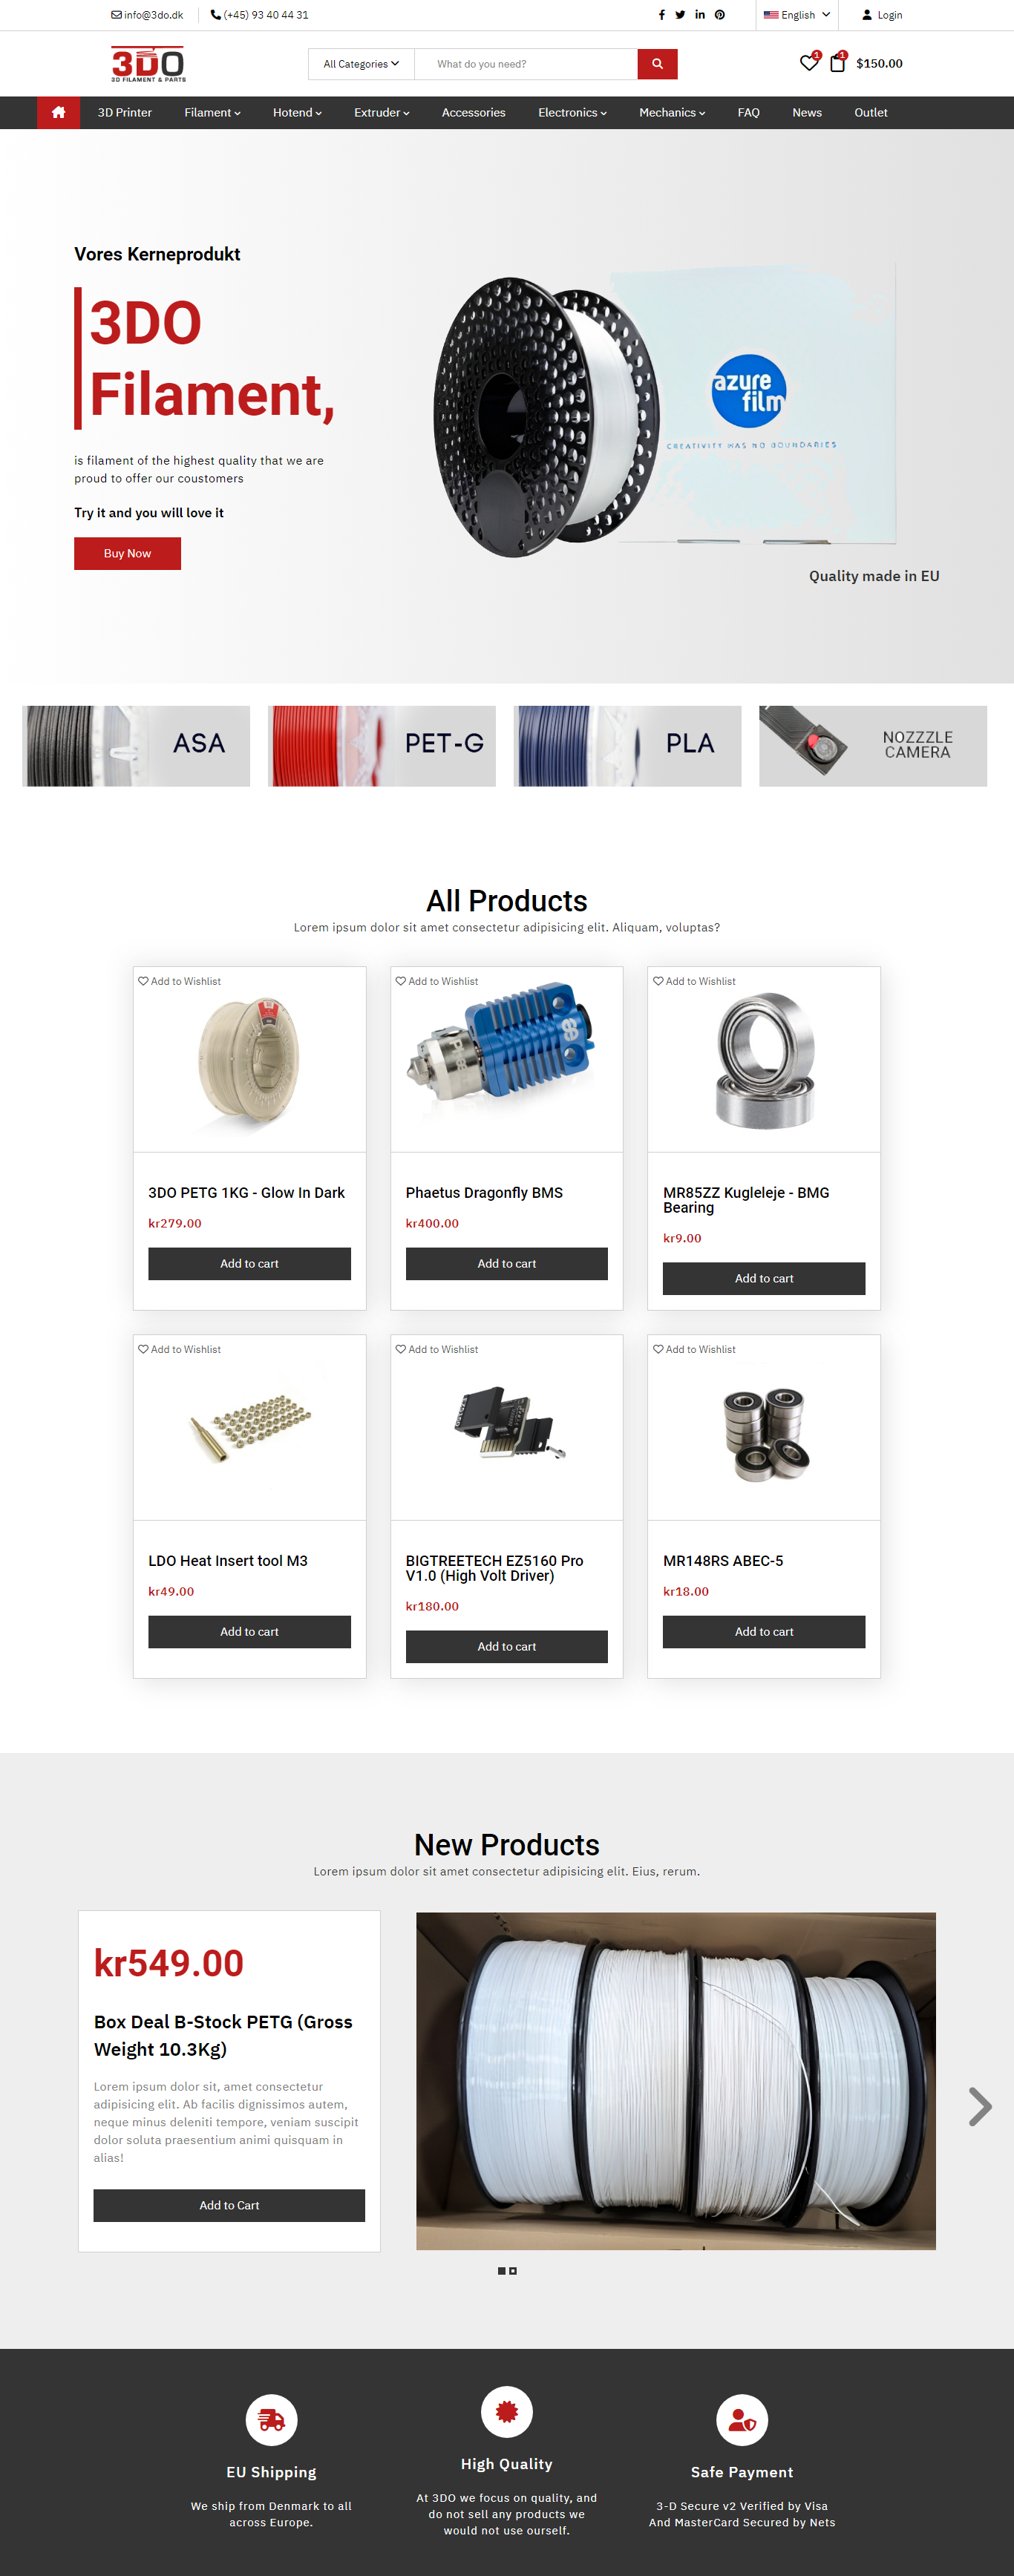 info@3do.dk
(+45) 93 40 44 31
English
Login
3DO
3D FILAMENT & PARTS
All Categories
What do you need?
1
1
$150.00
3D Printer
Filament
Hotend
Extruder
Accessories
Electronics
Mechanics
FAQ
News
Outlet
Vores Kerneprodukt
3DO
Filament,
is filament of the highest quality that we are
proud to offer our coustomers
Try it and you will love it
Buy Now
azure
film
CREATIVITY HAS NO BOUNDARIES
Quality made in EU
ASA
PET-G
PLA
NOZZZLE
CAMERA
All Products
Lorem ipsum dolor sit amet consectetur adipisicing elit. Aliquam, voluptas?
Add to Wishlist
Add to Wishlist
Add to Wishlist
3DO PETG 1KG - Glow In Dark
kr279.00
Add to cart
Phaetus Dragonfly BMS
kr400.00
Add to cart
MR85ZZ Kugleleje - BMG
Bearing
kr9.00
Add to cart
Add to Wishlist
Add to Wishlist
Add to Wishlist
LDO Heat Insert tool M3
kr49.00
Add to cart
BIGTREETECH EZ5160 Pro
V1.0 (High Volt Driver)
kr180.00
Add to cart
MR148RS ABEC-5
kr18.00
Add to cart
New Products
Lorem ipsum dolor sit amet consectetur adipisicing elit. Eius, rerum.
kr549.00
Box Deal B-Stock PETG (Gross
Weight 10.3Kg)
Lorem ipsum dolor sit, amet consectetur
adipisicing elit. Ab facilis dignissimos autem,
neque minus deleniti tempore, veniam suscipit
dolor soluta praesentium animi quisquam in
alias!
Add to Cart
EU Shipping
We ship from Denmark to all
across Europe.
High Quality
At 3DO we focus on quality, and
do not sell any products we
would not use ourself.
Safe Payment
3-D Secure v2 Verified by Visa
And MasterCard Secured by Nets